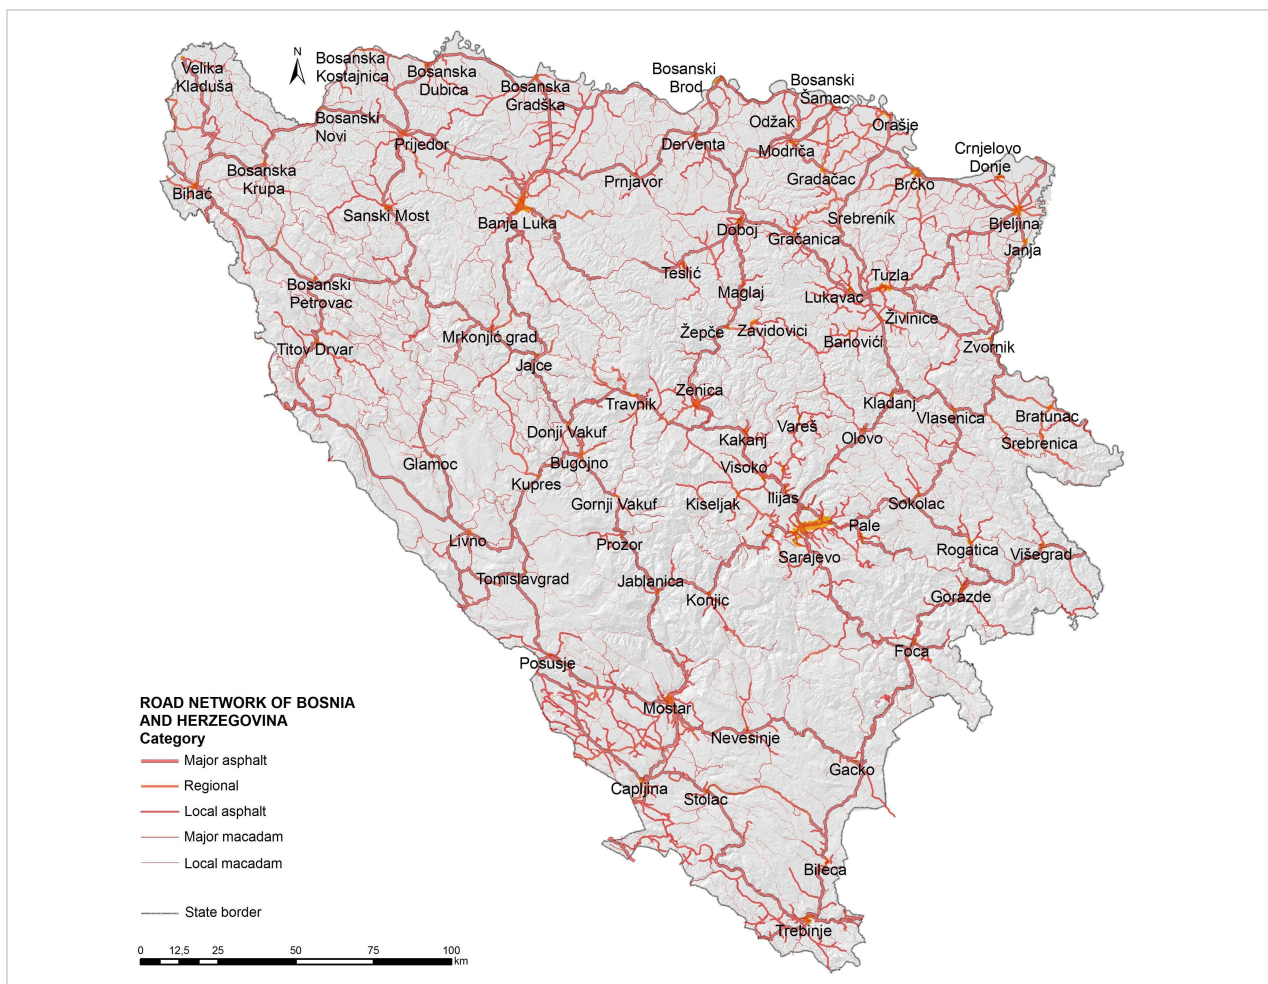 N
Velika
Kladuša
Bosanska
Kostajnica
Bosanska
Dubica
Bosanska
Gradška
Bosanski
Brod
Bosanski
Šamac
Odžak
Orašje
Bosanski
Novi
Prijedor
Derventa
Modriča
Crnjelovo
Donje
Bosanska
Krupa
Bihać
Prnjavor
Gradačac
Brčko
Sanski Most
Banja Luka
Doboj
Gračanica
Srebrenik
Bjeljina
Janja
Teslić
Tuzla
Bosanski
Petrovac
Maglaj
Lukavac
Živinice
Mrkonjić grad
Žepče
Zavidovici
Banovići
Zvornik
Titov Drvar
Jajce
Travnik
Zenica
Kladanj
Vlasenica
Bratunac
Donji Vakuf
Kakanj
Vareš
Olovo
Srebrenica
Glamoc
Bugojno
Visoko
Kupres
Gornji Vakuf
Kiseljak
Ilijas
Sokolac
Pale
Livno
Prozor
Sarajevo
Rogatica
Višegrad
Tomislavgrad
Jablanica
Konjic
Gorazde
Foca
Posusje
Mostar
Nevesinje
Gacko
Capljina
Stolac
Bileca
Trebinje
ROAD NETWORK OF BOSNIA
AND HERZEGOVINA
Category
Major asphalt
Regional
Local asphalt
Major macadam
Local macadam
State border
0 12,5 25 50 75 100
km